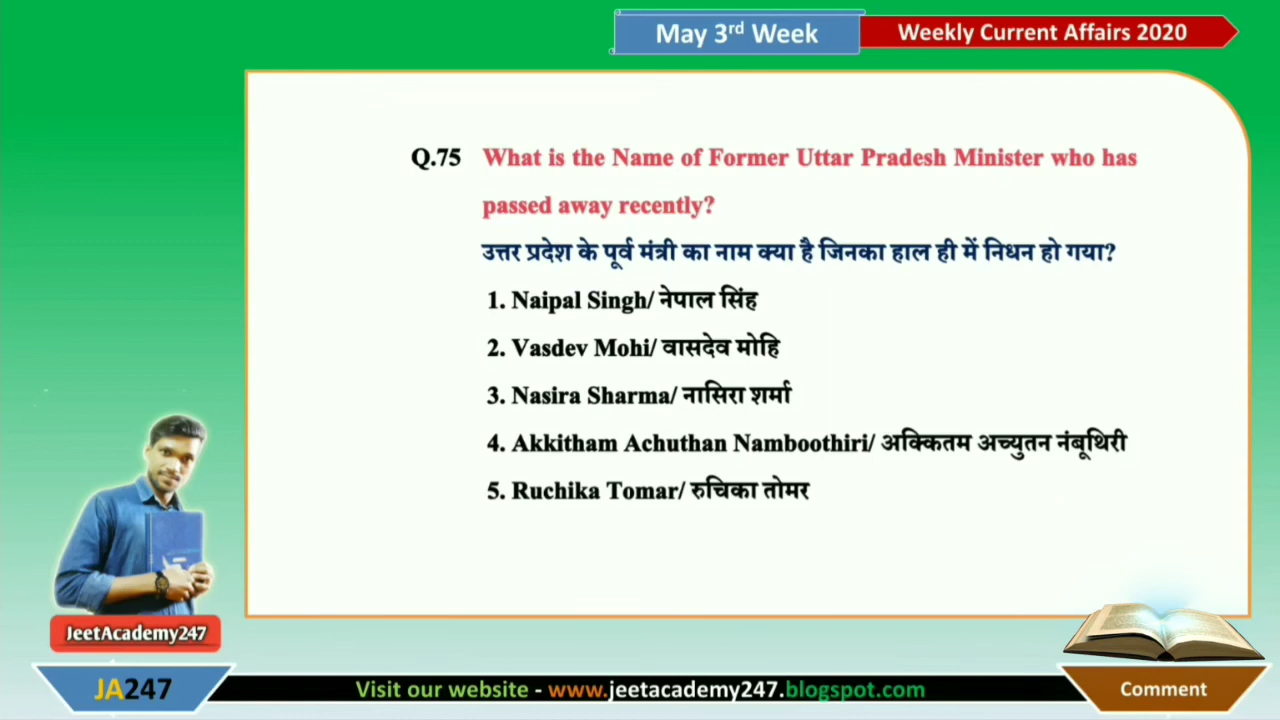 May 3rd Week
Weekly Current Affairs 2020
Q.75 What is the Name of Former Uttar Pradesh Minister who has
passed away recently?
उत्तर प्रदेश के पूर्व मंत्री का नाम क्या है जिनका हाल ही में निधन हो गया?
1. Naipal Singh/ नेपाल सिंह
2. Vasdev Mohi/ वासदेव मोहि
3. Nasira Sharma/ नासिरा शर्मा
4. Akkitham Achuthan Namboothiri/ अक्कितम अच्युतन नंबूथिरी
5. Ruchika Tomar/ रुचिका तोमर
JeetAcademy247
JA247
Visit our website - www.jeetacademy247.blogspot.com
Comment